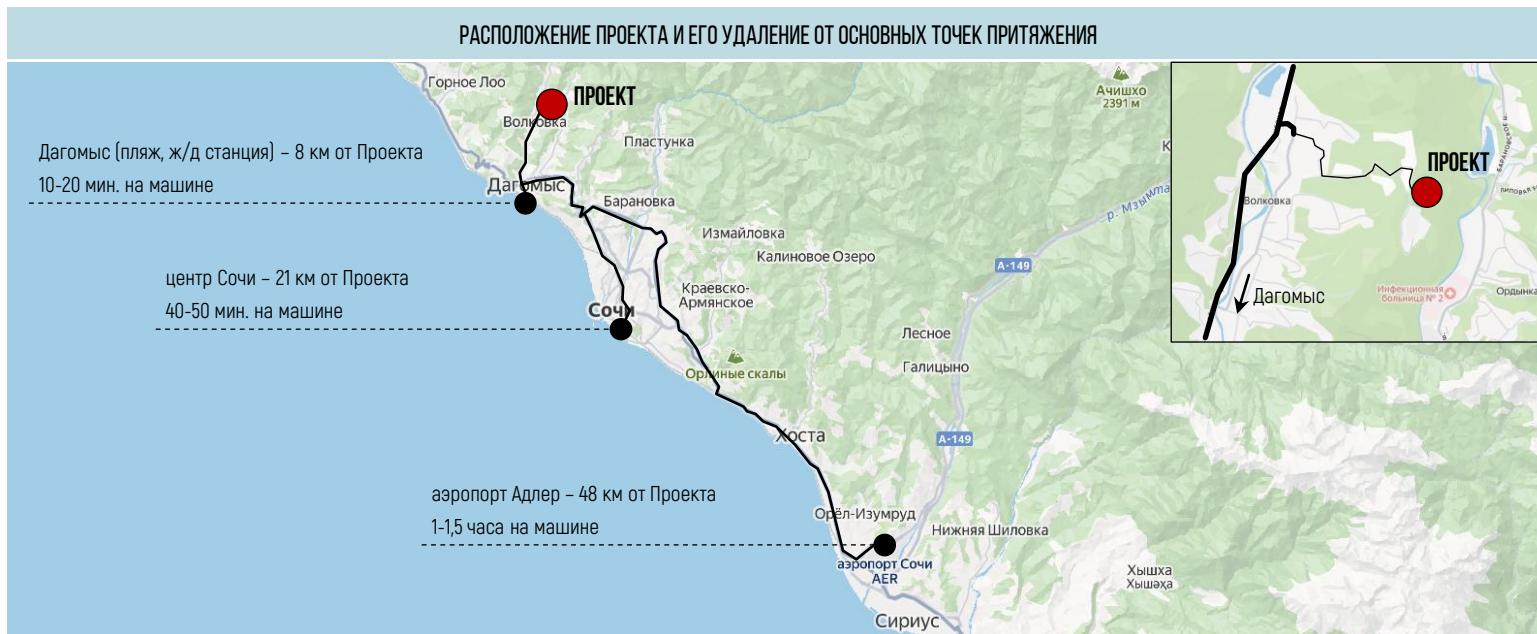 РАСПОЛОЖЕНИЕ ПРОЕКТА И ЕГО УДАЛЕНИЕ ОТ ОСНОВНЫХ ТОЧЕК ПРИТЯЖЕНИЯ
Горное Лоо
ПРОЕКТ
Волковка
Пластунка
Ачишхо
2391 м
Дагомыс (пляж, ж/д станция) – 8 км от Проекта
10-20 мин. на машине
Дагомыс
Барановка
р. Мзымта
Измайловка
Калиновое Озеро
А-149
центр Сочи – 21 км от Проекта
40-50 мин. на машине
Краевско-
Армянское
Сочи
Орлиные скалы
Лесное
Галицыно
Хоста
А-149
аэропорт Адлер – 48 км от Проекта
1-1,5 часа на машине
Орёл-Изумруд
Нижняя Шиловка
аэропорт Сочи
AER
Хышха
Хышәҳа
Сириус
ПРОЕКТ
Волковка
БАРАНОВСКОЕ
Инфекционная
больница № 2
Ордынка
Дагомыс